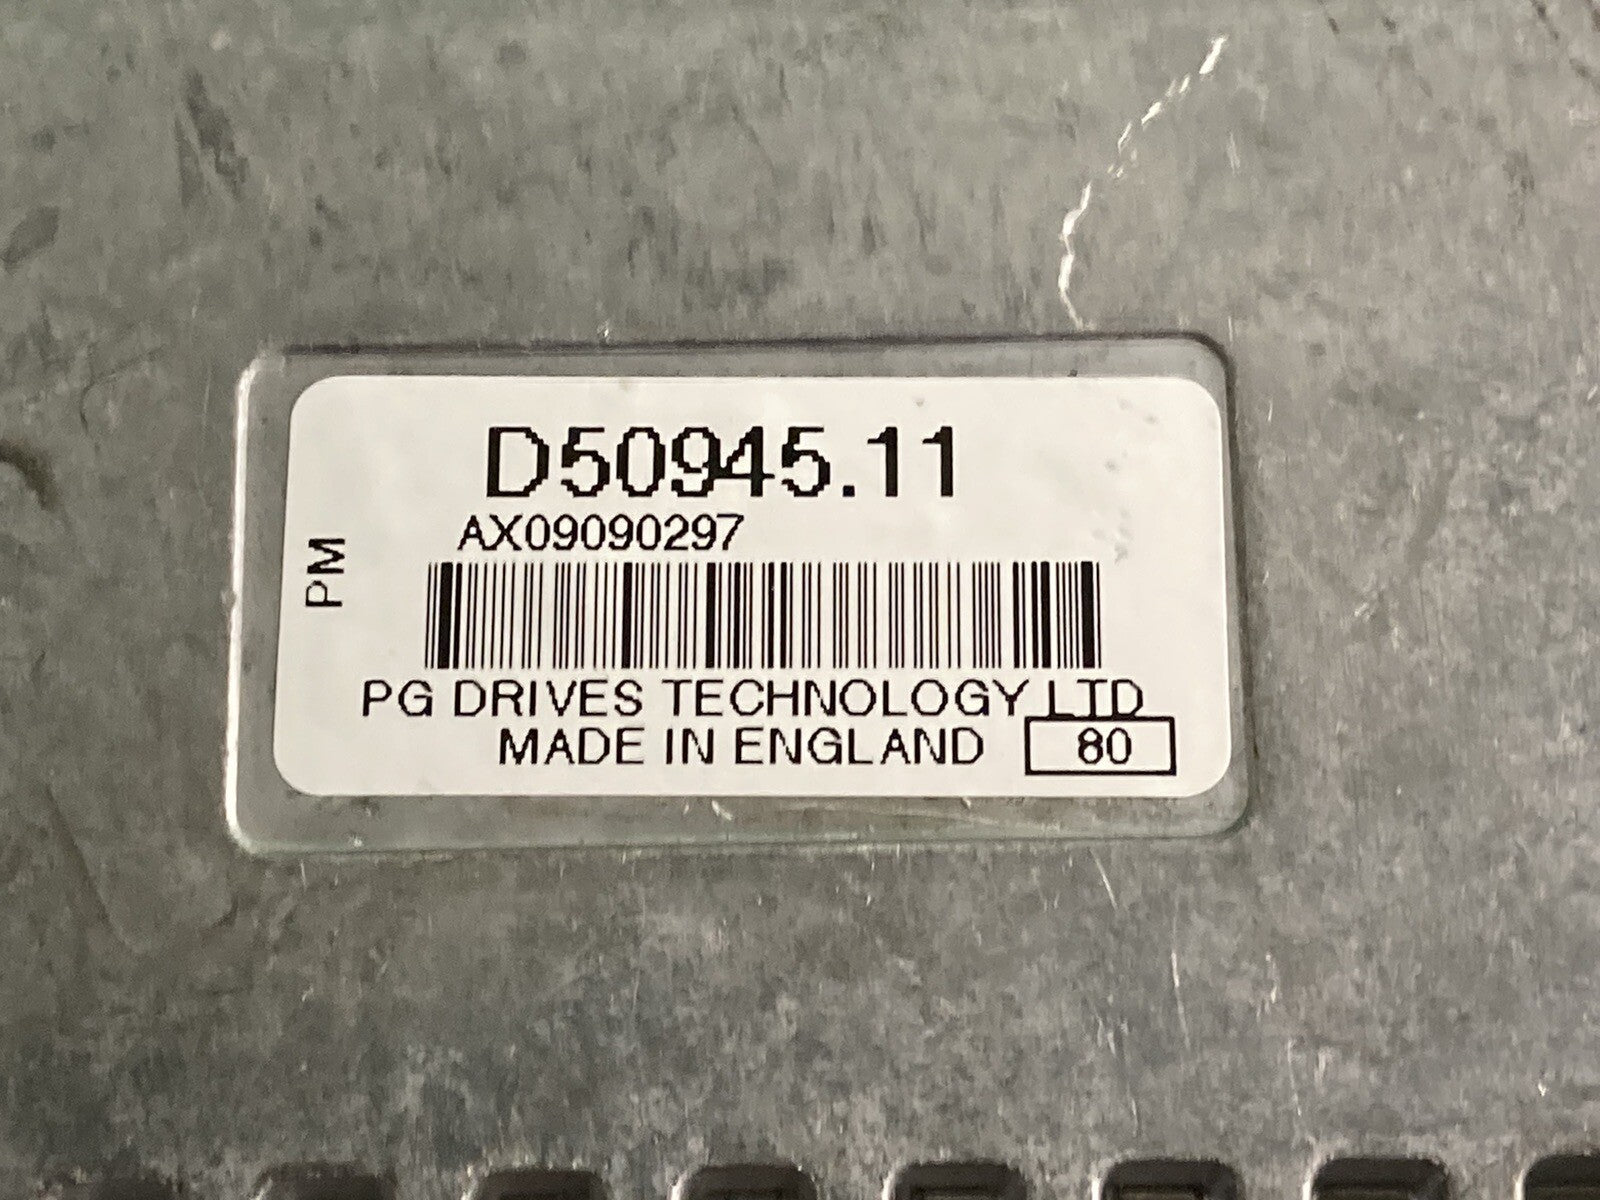 D50945.11
AX09090297
PM
PG DRIVES TECHNOLOGY LTD
MADE IN ENGLAND 80